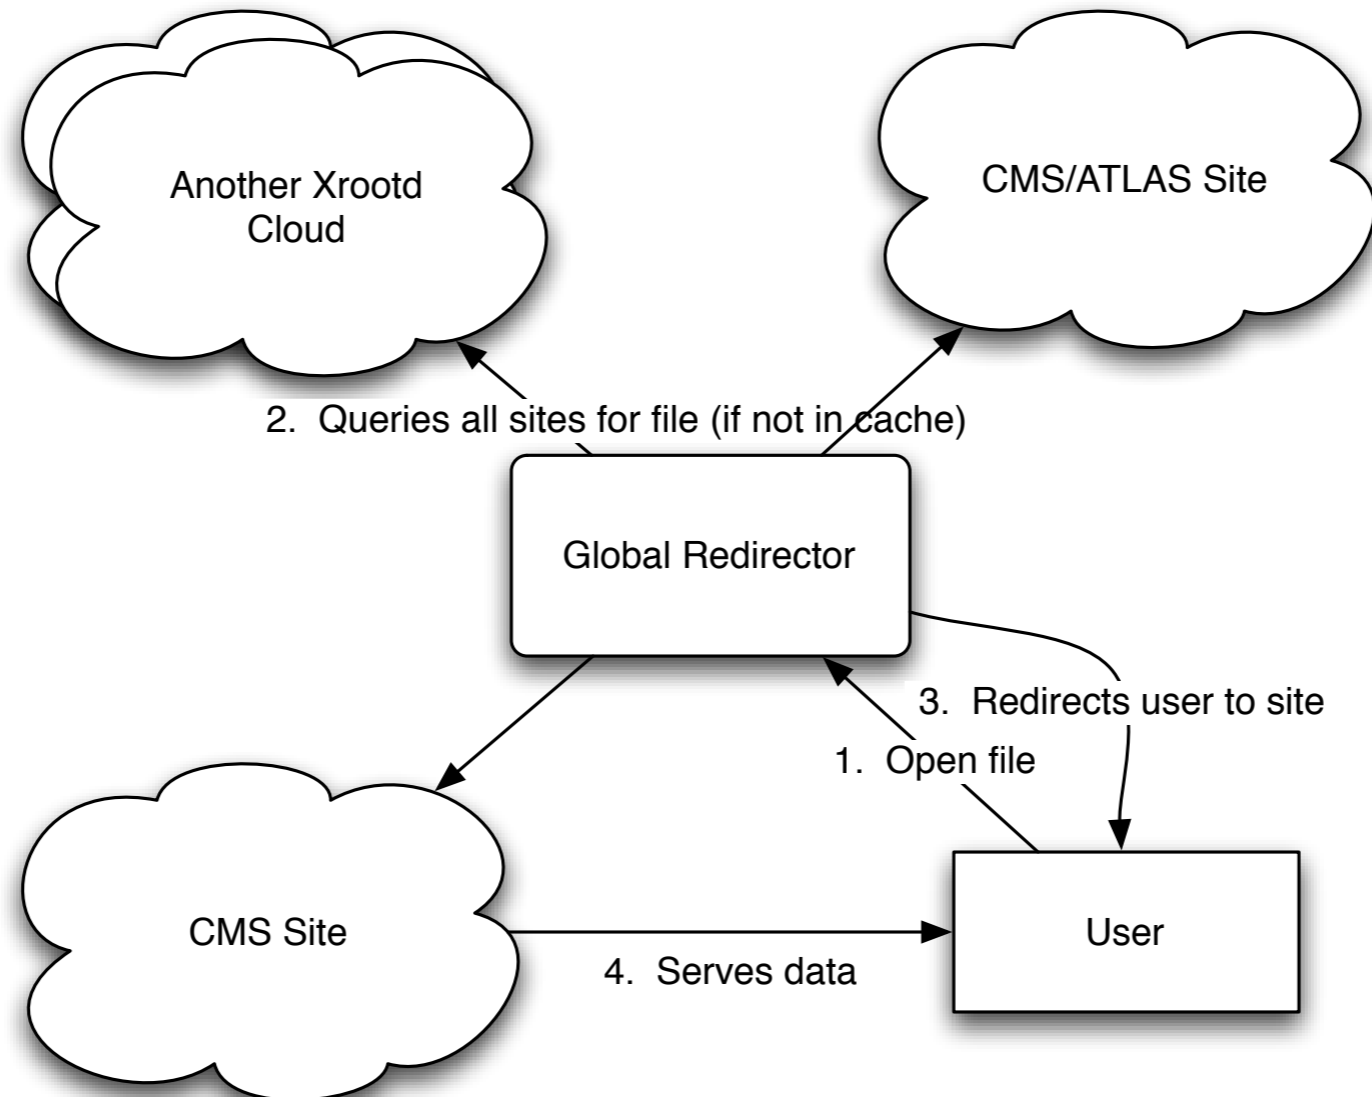 Another Xrootd
Cloud
CMS/ATLAS Site
2. Queries all sites for file (if not in cache)
Global Redirector
3. Redirects user to site
1. Open file
CMS Site
User
4. Serves data